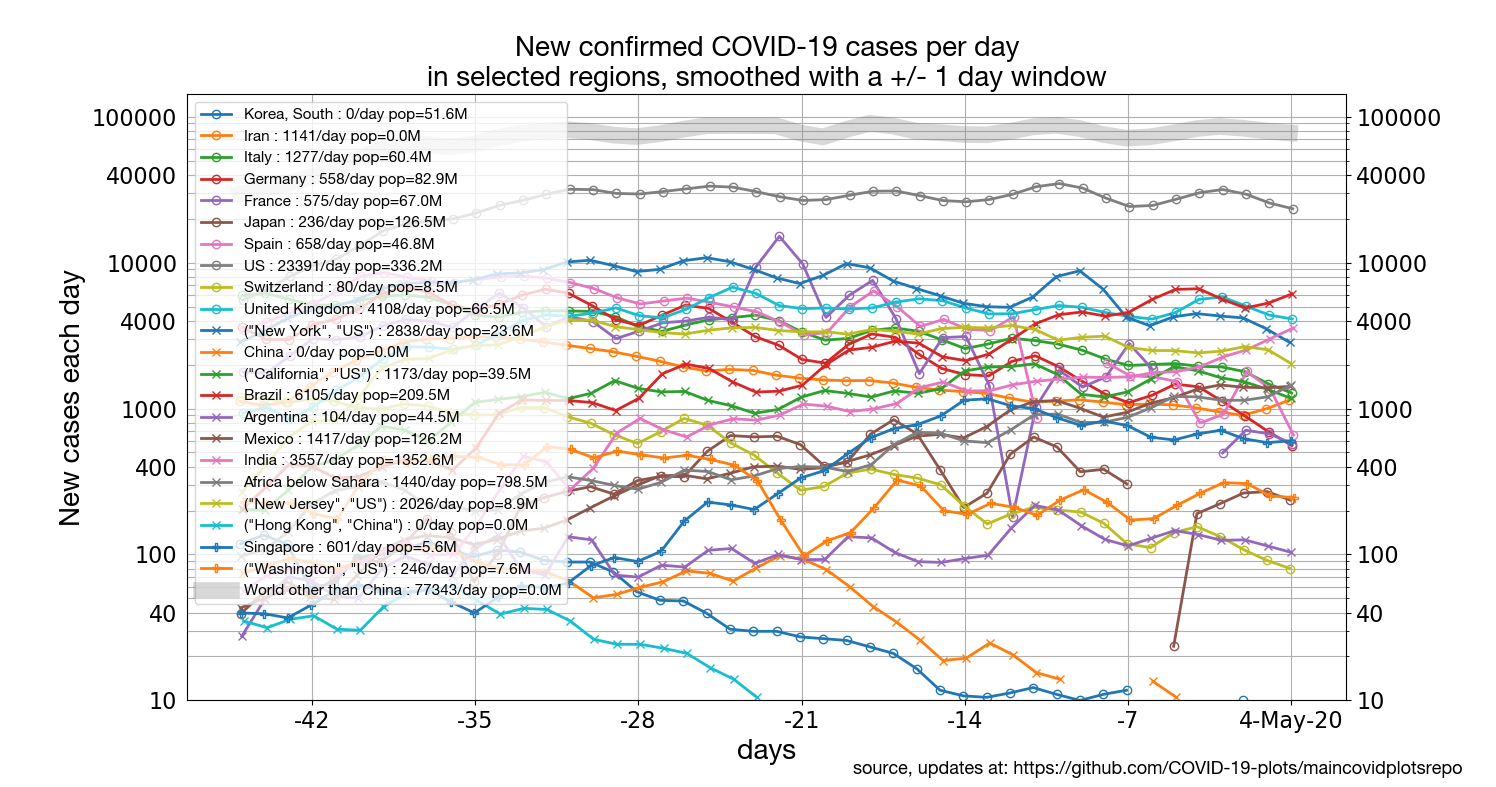 New confirmed COVID-19 cases per day
in selected regions, smoothed with a +/- 1 day window
New cases each day
100000
40000
10000
4000
1000
400
100
40
10
Korea, South : 0/day pop=51.6M
Iran : 1141/day pop=0.0M
Italy : 1277/day pop=60.4M
Germany : 558/day pop=82.9M
France : 575/day pop=67.0M
Japan : 236/day pop=126.5M
Spain : 658/day pop=46.8M
US : 23391/day pop=336.2M
Switzerland : 80/day pop=8.5M
United Kingdom : 4108/day pop=66.5M
("New York", "US") : 2838/day pop=23.6M
China : 0/day pop=0.0M
("California", "US") : 1173/day pop=39.5M
Brazil : 6105/day pop=209.5M
Argentina : 104/day pop=44.5M
Mexico : 1417/day pop=126.2M
India : 3557/day pop=1352.6M
Africa below Sahara : 1440/day pop=798.5M
("New Jersey", "US") : 2026/day pop=8.9M
("Hong Kong", "China") : 0/day pop=0.0M
Singapore : 601/day pop=5.6M
("Washington", "US") : 246/day pop=7.6M
World other than China : 77343/day pop=0.0M
100000
40000
10000
4000
1000
400
100
40
10
-42 -35 -28 -21 -14 -7 4-May-20
days
source, updates at: https://github.com/COVID-19-plots/maincovidplotsrepo